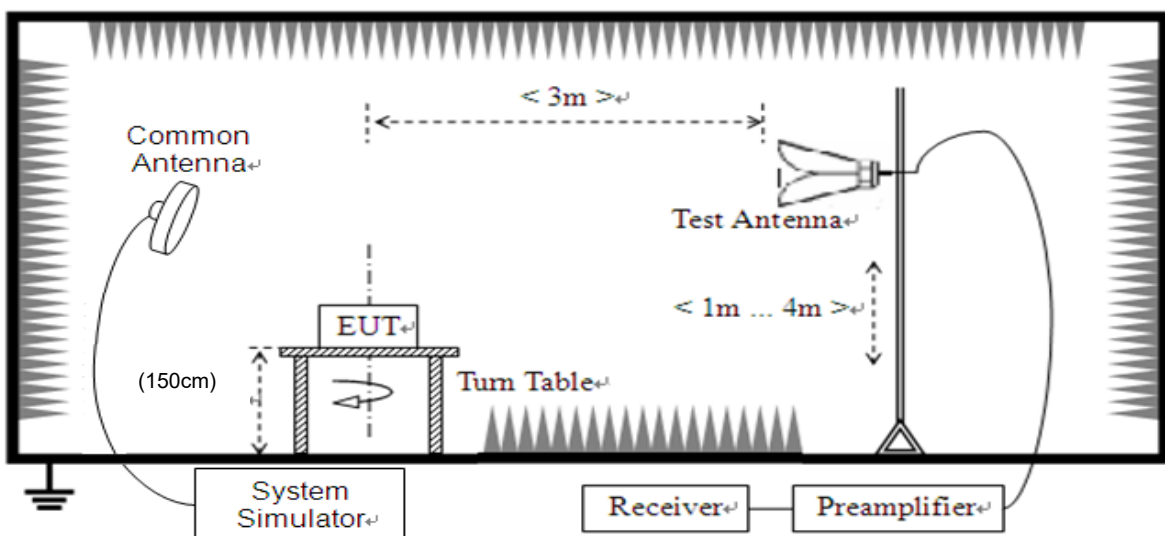 < 3m >↵
Common
Antenna↵
Test Antenna↵
< 1m ... 4m >↵
EUT↵
(150cm)
Turn Table↵
System
Simulator↵
Receiver↵
Preamplifier↵